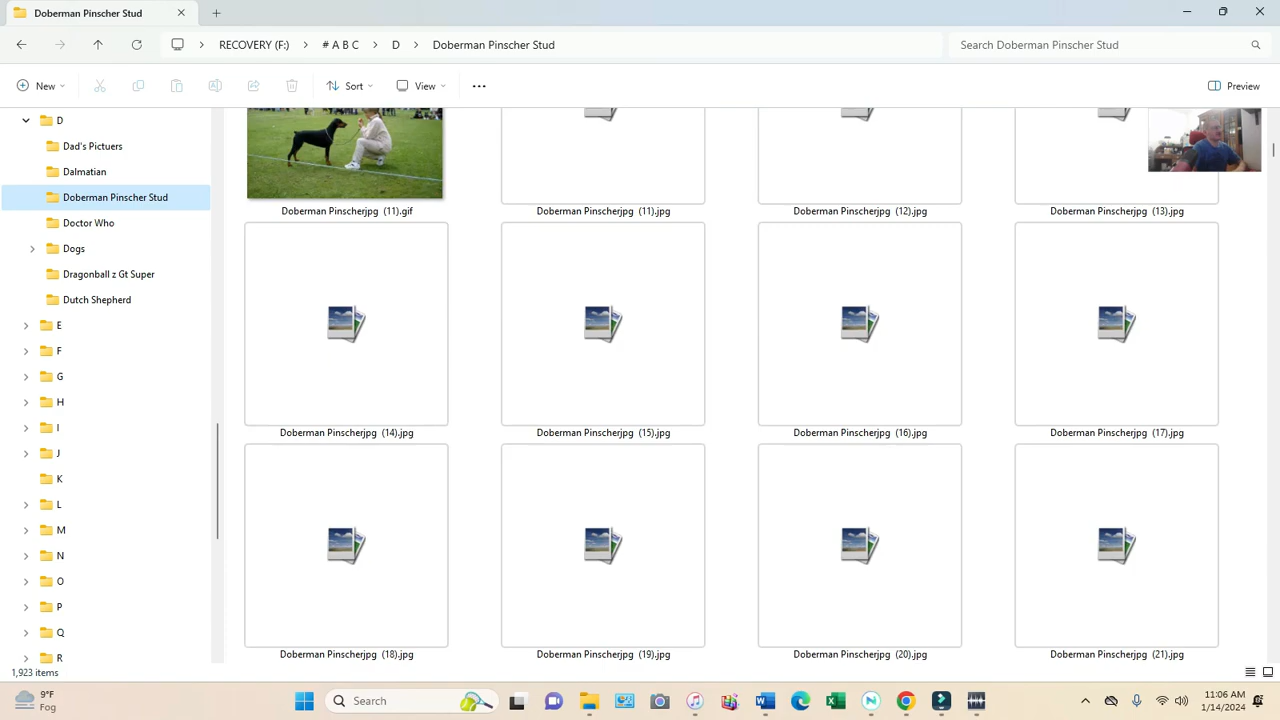 Doberman Pinscher Stud
RECOVERY (F:) # A B C D Doberman Pinscher Stud
Search Doberman Pinscher Stud
New Sort View Preview
D
Dad's Pictuers
Dalmatian
Doberman Pinscher Stud
Doctor Who
Dogs
Dragonball z Gt Super
Dutch Shepherd
E
F
G
H
I
J
K
L
M
N
O
P
Q
R
Doberman Pinscherjpg (11).gif
Doberman Pinscherjpg (11).jpg
Doberman Pinscherjpg (12).jpg
Doberman Pinscherjpg (13).jpg
Doberman Pinscherjpg (14).jpg
Doberman Pinscherjpg (15).jpg
Doberman Pinscherjpg (16).jpg
Doberman Pinscherjpg (17).jpg
Doberman Pinscherjpg (18).jpg
Doberman Pinscherjpg (19).jpg
Doberman Pinscherjpg (20).jpg
Doberman Pinscherjpg (21).jpg
1,923 items
9°F
Fog
Search
11:06 AM
1/14/2024